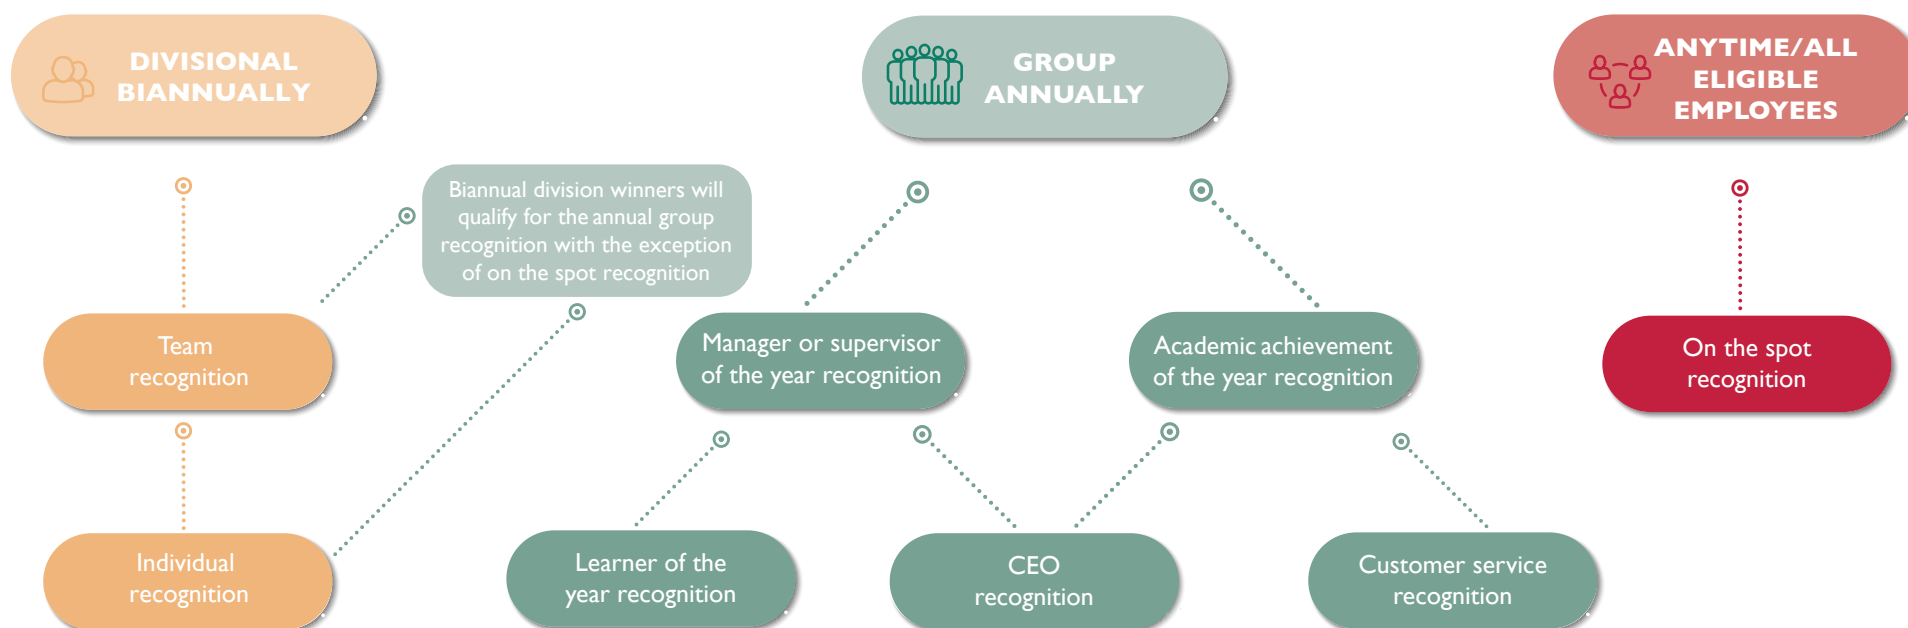 DIVISIONAL
BIANNUALLY
GROUP
ANNUALLY
ANYTIME/ALL
ELIGIBLE
EMPLOYEES
Biannual division winners will
qualify for the annual group
recognition with the exception
of on the spot recognition
Team
recognition
Manager or supervisor
of the year recognition
Academic achievement
of the year recognition
On the spot
recognition
Individual
recognition
Learner of the
year recognition
CEO
recognition
Customer service
recognition